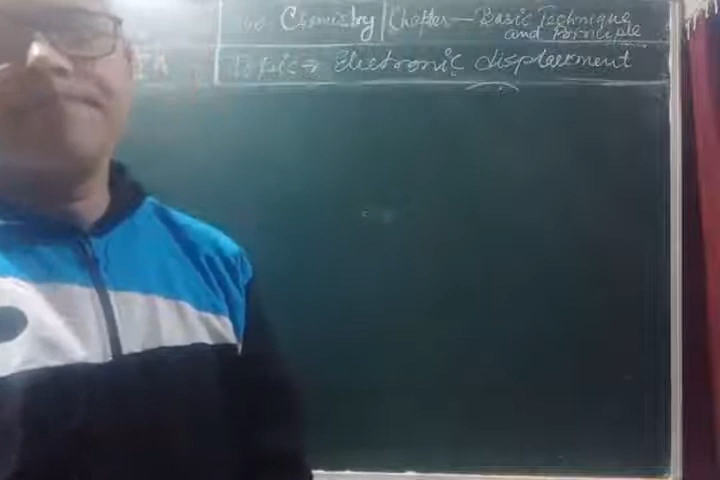 Chemistry | Chapter — Basic Technique
and Principle
Topic → Electronic displacement